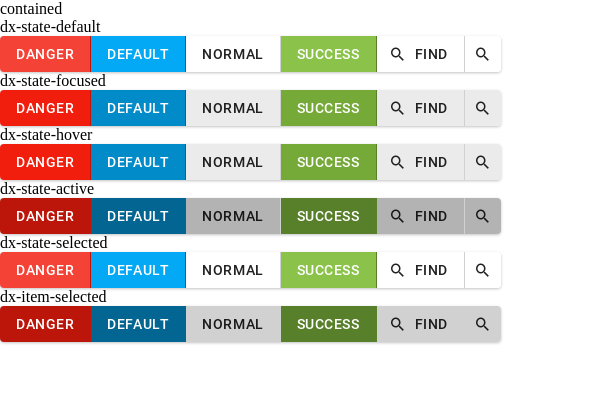 contained
dx-state-default
DANGER DEFAULT NORMAL SUCCESS FIND
dx-state-focused
DANGER DEFAULT NORMAL SUCCESS FIND
dx-state-hover
DANGER DEFAULT NORMAL SUCCESS FIND
dx-state-active
DANGER DEFAULT NORMAL SUCCESS FIND
dx-state-selected
DANGER DEFAULT NORMAL SUCCESS FIND
dx-item-selected
DANGER DEFAULT NORMAL SUCCESS FIND